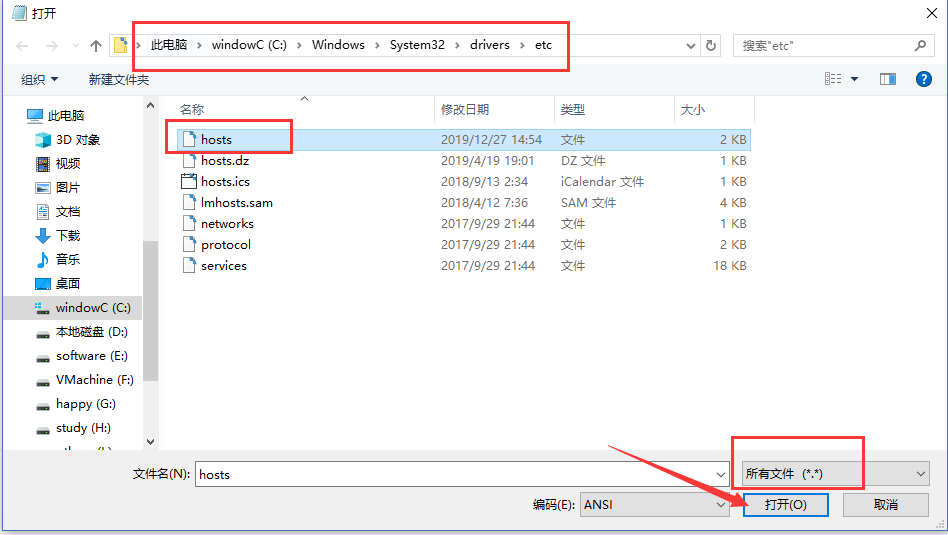 打开
此电脑 › windowC (C:) › Windows › System32 › drivers › etc
搜索"etc"
组织
新建文件夹
此电脑
3D 对象
视频
图片
文档
下载
音乐
桌面
windowC (C:)
本地磁盘 (D:)
software (E:)
VMachine (F:)
happy (G:)
study (H:)
名称 修改日期 类型 大小
hosts 2019/12/27 14:54 文件 2 KB
hosts.dz 2019/4/19 19:01 DZ 文件 1 KB
hosts.ics 2018/9/13 2:34 iCalendar 文件 1 KB
lmhosts.sam 2018/4/12 7:36 SAM 文件 4 KB
networks 2017/9/29 21:44 文件 1 KB
protocol 2017/9/29 21:44 文件 2 KB
services 2017/9/29 21:44 文件 18 KB
文件名(N): hosts 所有文件 (*.*)
编码(E): ANSI 打开(O) 取消